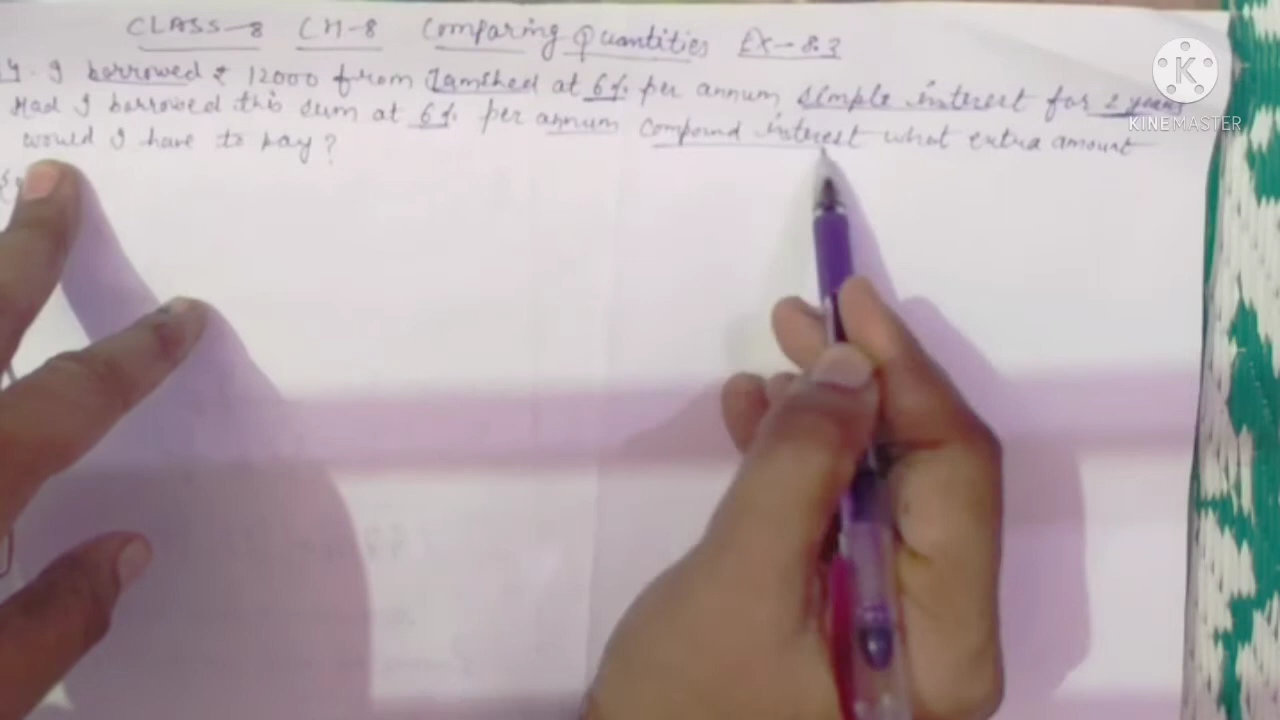 CLASS-8 CH-8 Comparing Quantities EX-8.3
4. I borrowed ₹ 12000 from Jamshed at 6% per annum simple interest for 2 years
Had I borrowed this sum at 6% per annum Compound interest what extra amount
would I have to pay?
K
KINEMASTER